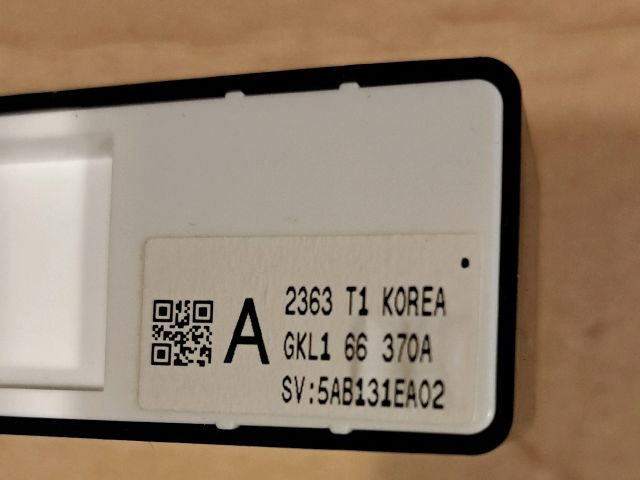 A
2363 T1 KOREA
GKL1 66 370A
SV:5AB131EA02